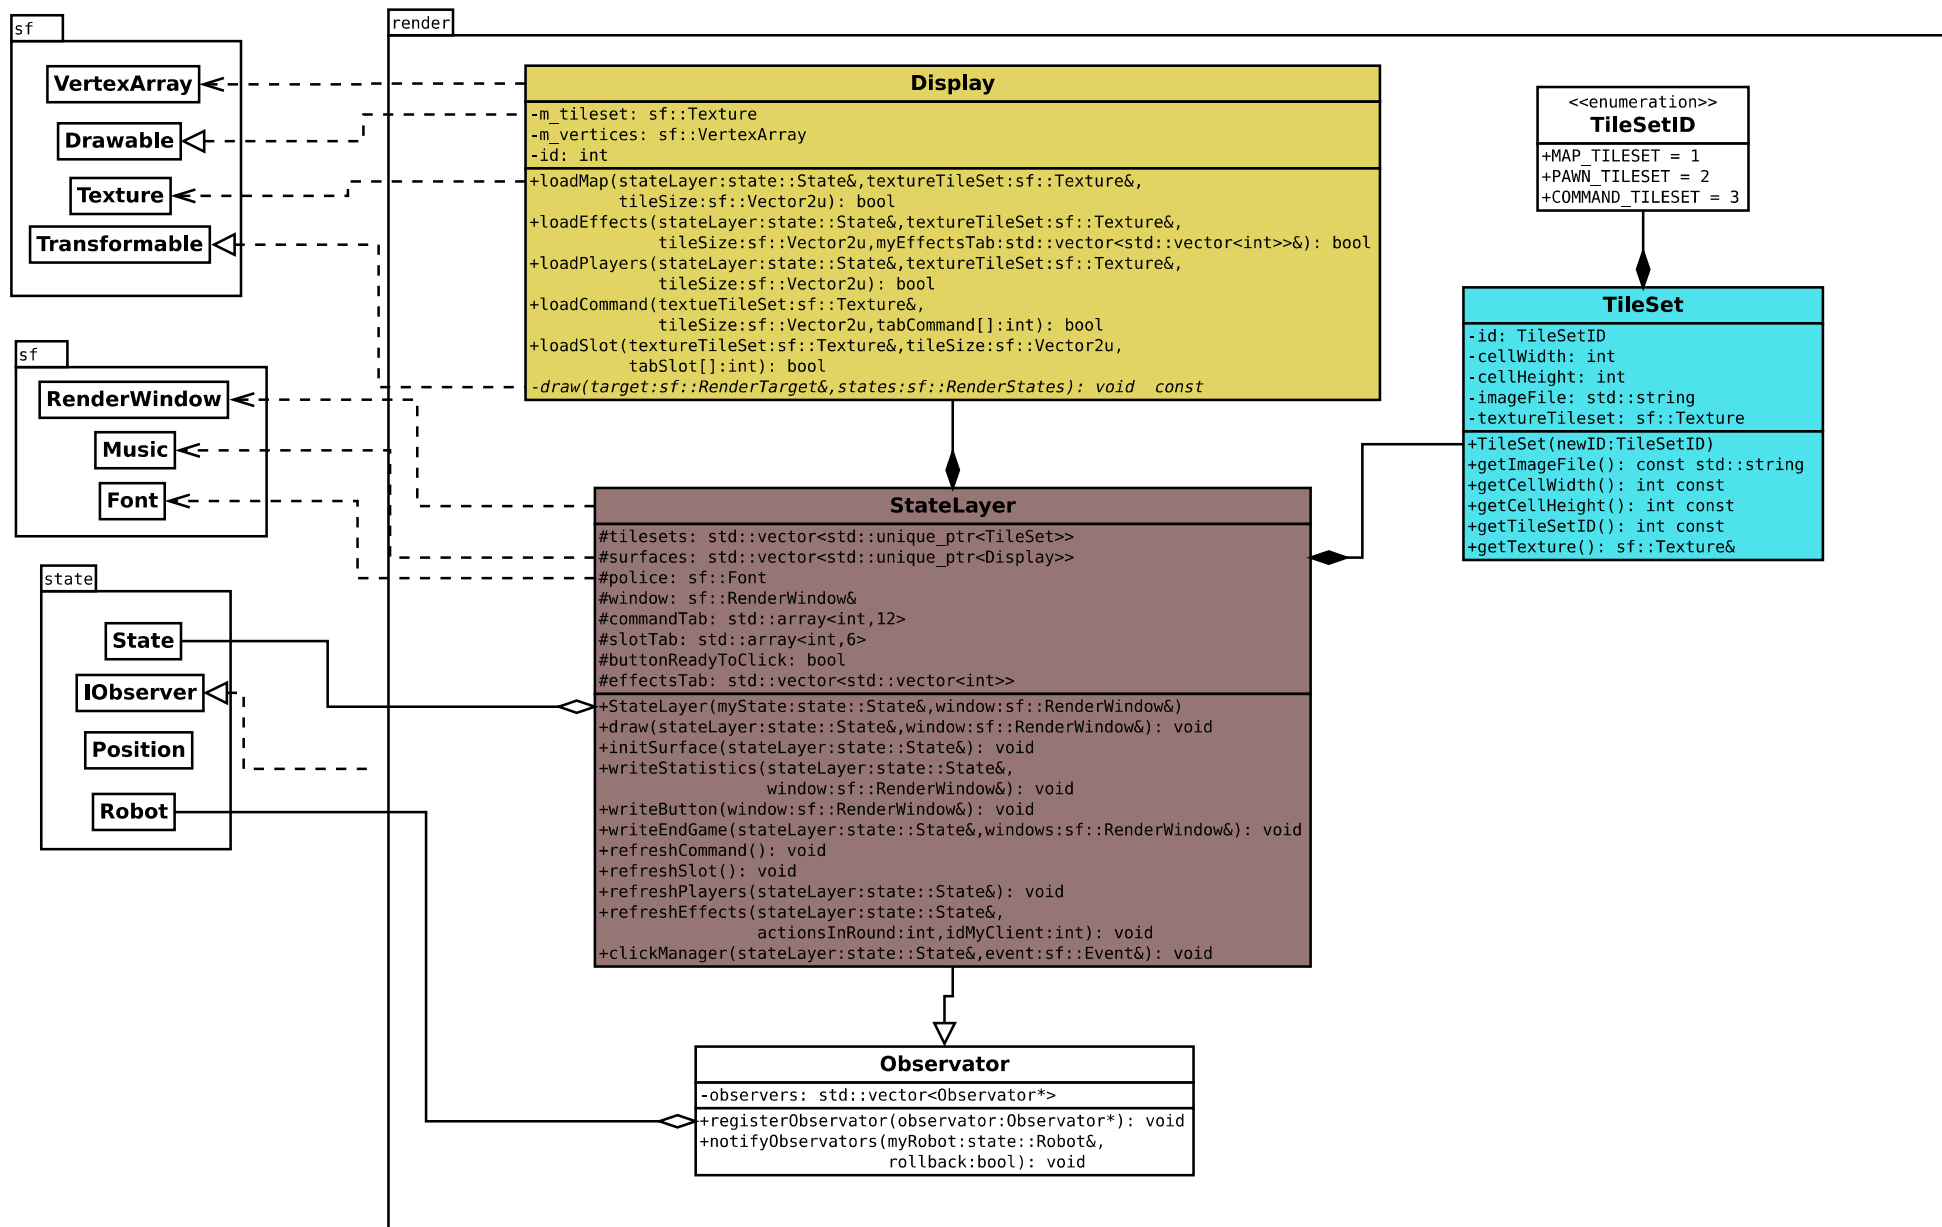 sf
VertexArray
Drawable
Texture
Transformable
sf
RenderWindow
Music
Font
state
State
IObserver
Position
Robot
render
Display
-m_tileset: sf::Texture
-m_vertices: sf::VertexArray
-id: int
+loadMap(stateLayer:state::State&,textureTileSet:sf::Texture&,
tileSize:sf::Vector2u): bool
+loadEffects(stateLayer:state::State&,textureTileSet:sf::Texture&,
tileSize:sf::Vector2u,myEffectsTab:std::vector<std::vector<int>>&): bool
+loadPlayers(stateLayer:state::State&,textureTileSet:sf::Texture&,
tileSize:sf::Vector2u): bool
+loadCommand(textueTileSet:sf::Texture&,
tileSize:sf::Vector2u,tabCommand[]:int): bool
+loadSlot(textureTileSet:sf::Texture&,tileSize:sf::Vector2u,
tabSlot[]:int): bool
-draw(target:sf::RenderTarget&,states:sf::RenderStates): void  const
<<enumeration>>
TileSetID
+MAP_TILESET = 1
+PAWN_TILESET = 2
+COMMAND_TILESET = 3
TileSet
-id: TileSetID
-cellWidth: int
-cellHeight: int
-imageFile: std::string
-textureTileset: sf::Texture
+TileSet(newID:TileSetID)
+getImageFile(): const std::string
+getCellWidth(): int const
+getCellHeight(): int const
+getTileSetID(): int const
+getTexture(): sf::Texture&
StateLayer
#tilesets: std::vector<std::unique_ptr<TileSet>>
#surfaces: std::vector<std::unique_ptr<Display>>
#police: sf::Font
#window: sf::RenderWindow&
#commandTab: std::array<int,12>
#slotTab: std::array<int,6>
#buttonReadyToClick: bool
#effectsTab: std::vector<std::vector<int>>
+StateLayer(myState:state::State&,window:sf::RenderWindow&)
+draw(stateLayer:state::State&,window:sf::RenderWindow&): void
+initSurface(stateLayer:state::State&): void
+writeStatistics(stateLayer:state::State&,
window:sf::RenderWindow&): void
+writeButton(window:sf::RenderWindow&): void
+writeEndGame(stateLayer:state::State&,windows:sf::RenderWindow&): void
+refreshCommand(): void
+refreshSlot(): void
+refreshPlayers(stateLayer:state::State&): void
+refreshEffects(stateLayer:state::State&,
actionsInRound:int,idMyClient:int): void
+clickManager(stateLayer:state::State&,event:sf::Event&): void
Observator
-observers: std::vector<Observator*>
+registerObservator(observator:Observator*): void
+notifyObservators(myRobot:state::Robot&,
rollback:bool): void